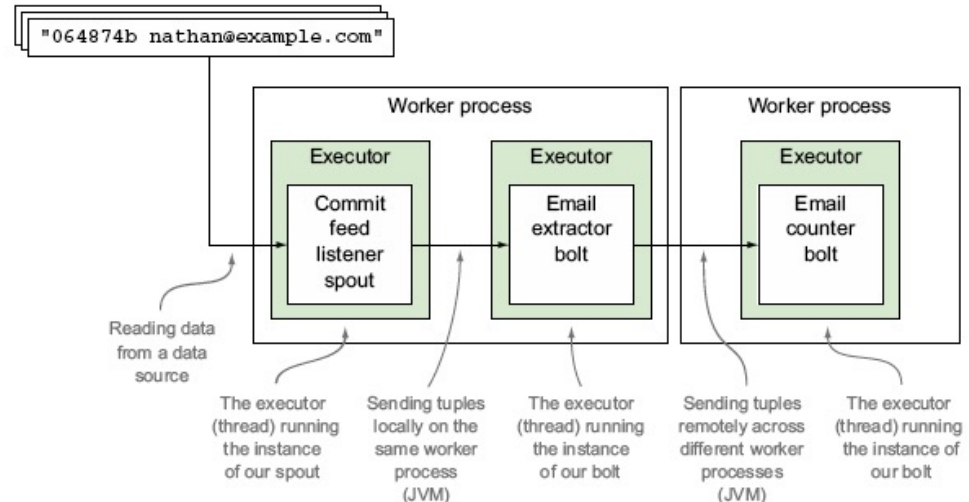 "064874b nathan@example.com"
Worker process
Worker process
Executor
Executor
Executor
Commit
feed
listener
spout
Email
extractor
bolt
Email
counter
bolt
Reading data
from a data
source
The executor
(thread) running
the instance
of our spout
Sending tuples
locally on the
same worker
process
(JVM)
The executor
(thread) running
the instance
of our bolt
Sending tuples
remotely across
different worker
processes
(JVM)
The executor
(thread) running
the instance of
our bolt